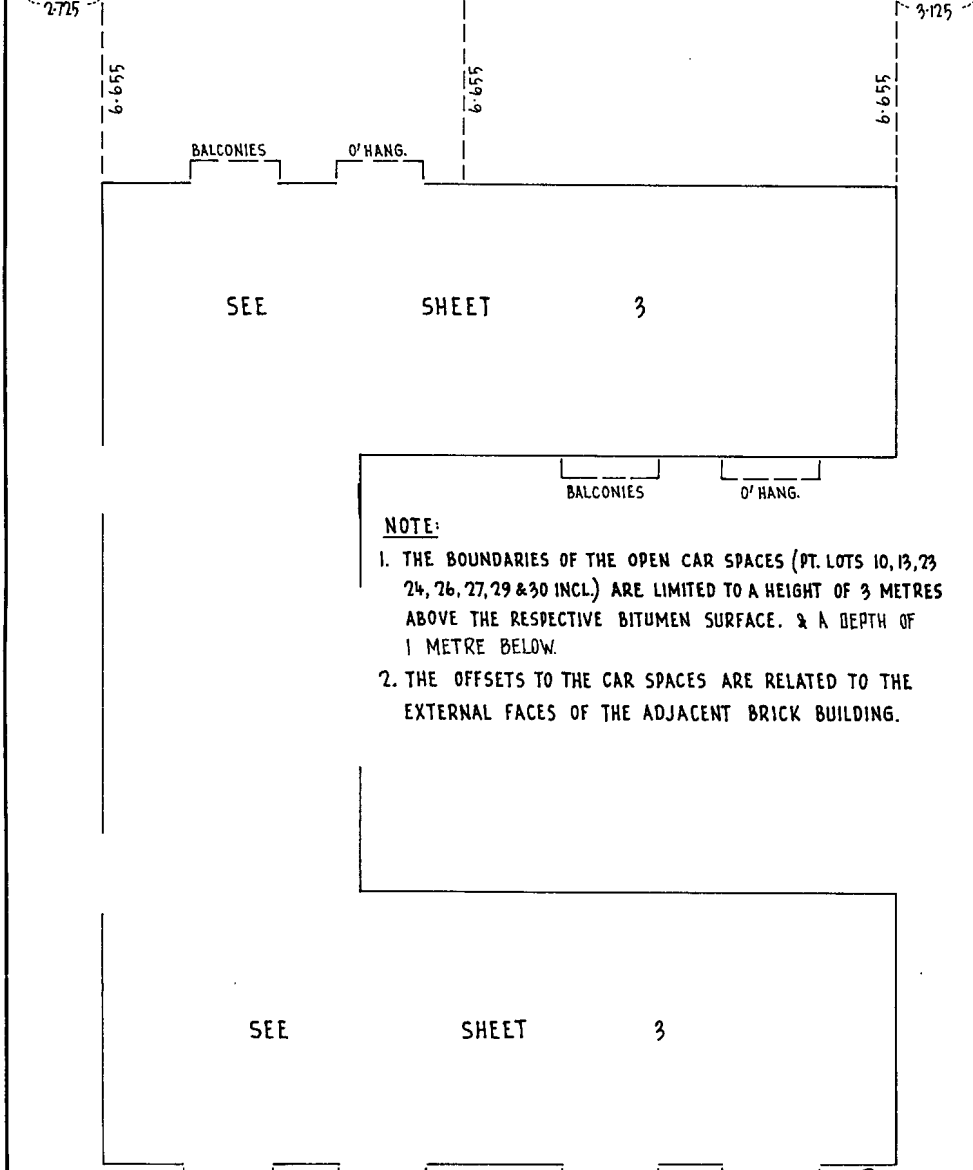 2·725
3·125
6·655
6·655
6·655
BALCONIES
O'HANG.
SEE SHEET 3
BALCONIES
O'HANG.
NOTE:
1. THE BOUNDARIES OF THE OPEN CAR SPACES (PT. LOTS 10,13,23
24, 26, 27, 29 & 30 INCL.) ARE LIMITED TO A HEIGHT OF 3 METRES
ABOVE THE RESPECTIVE BITUMEN SURFACE. & A DEPTH OF
1 METRE BELOW.
2. THE OFFSETS TO THE CAR SPACES ARE RELATED TO THE
EXTERNAL FACES OF THE ADJACENT BRICK BUILDING.
SEE SHEET 3